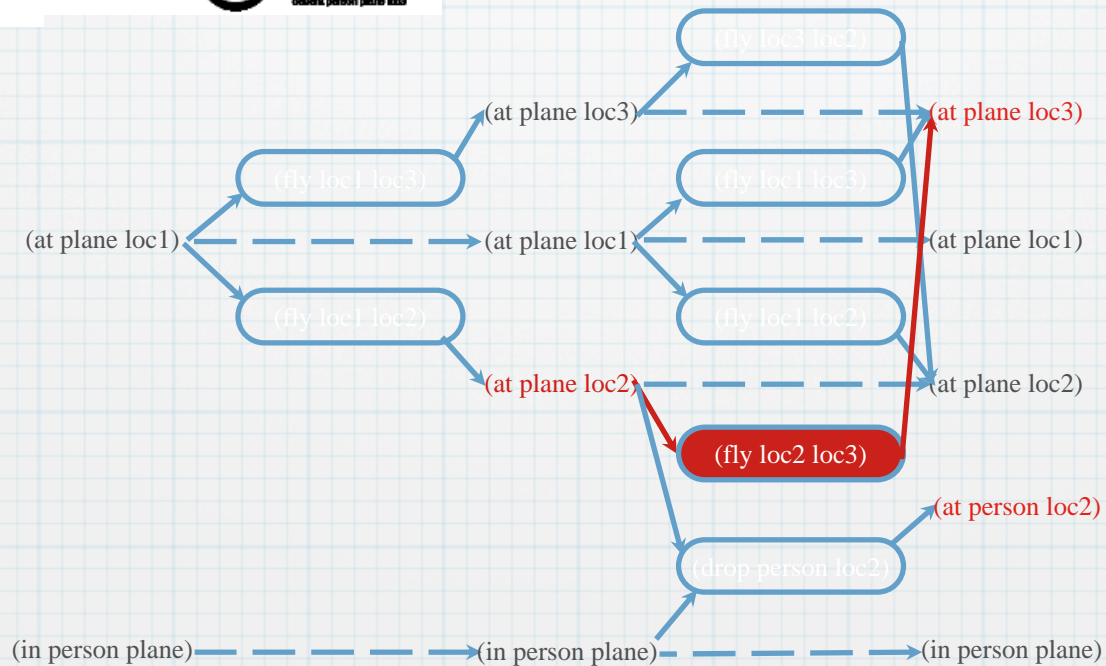 (fly loc3 loc2)
(at plane loc3)
(at plane loc3)
(fly loc1 loc3)
(fly loc1 loc3)
(at plane loc1)
(at plane loc1)
(at plane loc1)
(fly loc1 loc2)
(fly loc1 loc2)
(at plane loc2)
(at plane loc2)
(fly loc2 loc3)
(at person loc2)
(drop person loc2)
(in person plane)
(in person plane)
(in person plane)